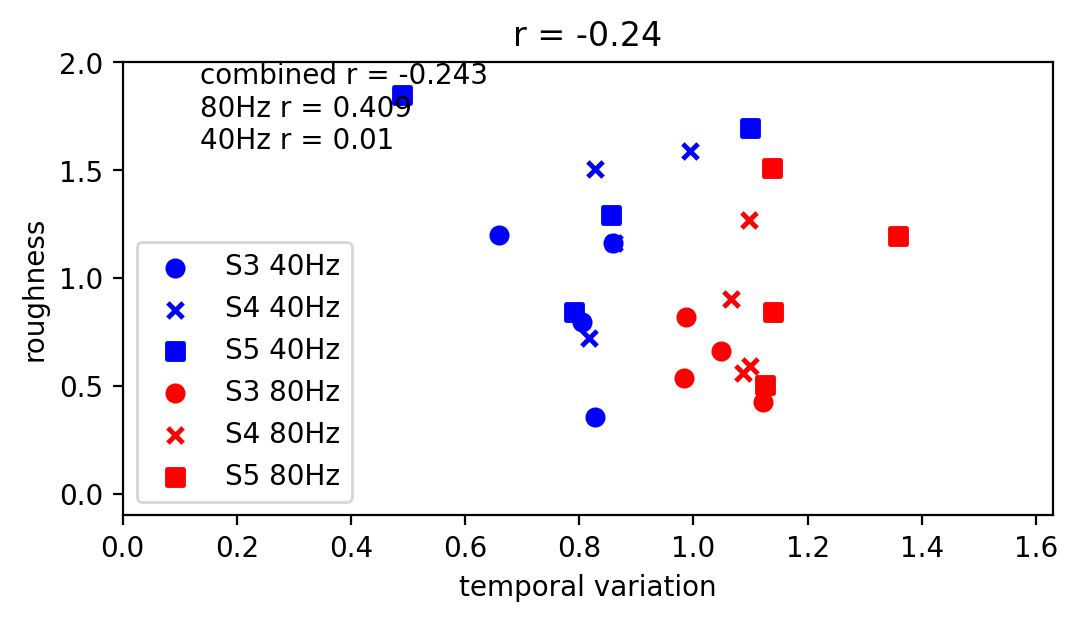 r = -0.24
combined r = -0.243
80Hz r = 0.409
40Hz r = 0.01
2.0
1.5
1.0
0.5
0.0
roughness
S3 40Hz
S4 40Hz
S5 40Hz
S3 80Hz
S4 80Hz
S5 80Hz
0.0 0.2 0.4 0.6 0.8 1.0 1.2 1.4 1.6
temporal variation